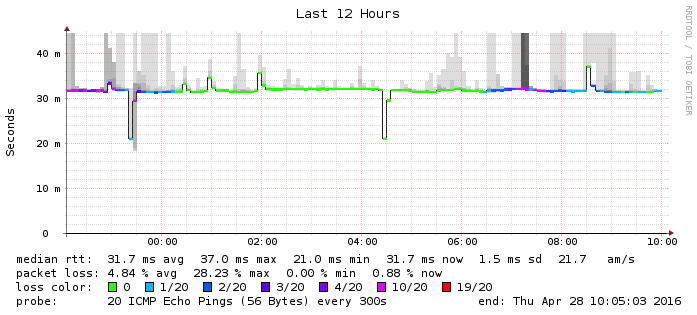 Last 12 Hours
RRDTOOL / TOBI OETIKER
Seconds
40 m
30 m
20 m
10 m
0
00:00 02:00 04:00 06:00 08:00 10:00
median rtt: 31.7 ms avg 37.0 ms max 21.0 ms min 31.7 ms now 1.5 ms sd 21.7 am/s
packet loss: 4.84 % avg 28.23 % max 0.00 % min 0.88 % now
loss color: 0 1/20 2/20 3/20 4/20 10/20 19/20
probe: 20 ICMP Echo Pings (56 Bytes) every 300s end: Thu Apr 28 10:05:03 2016